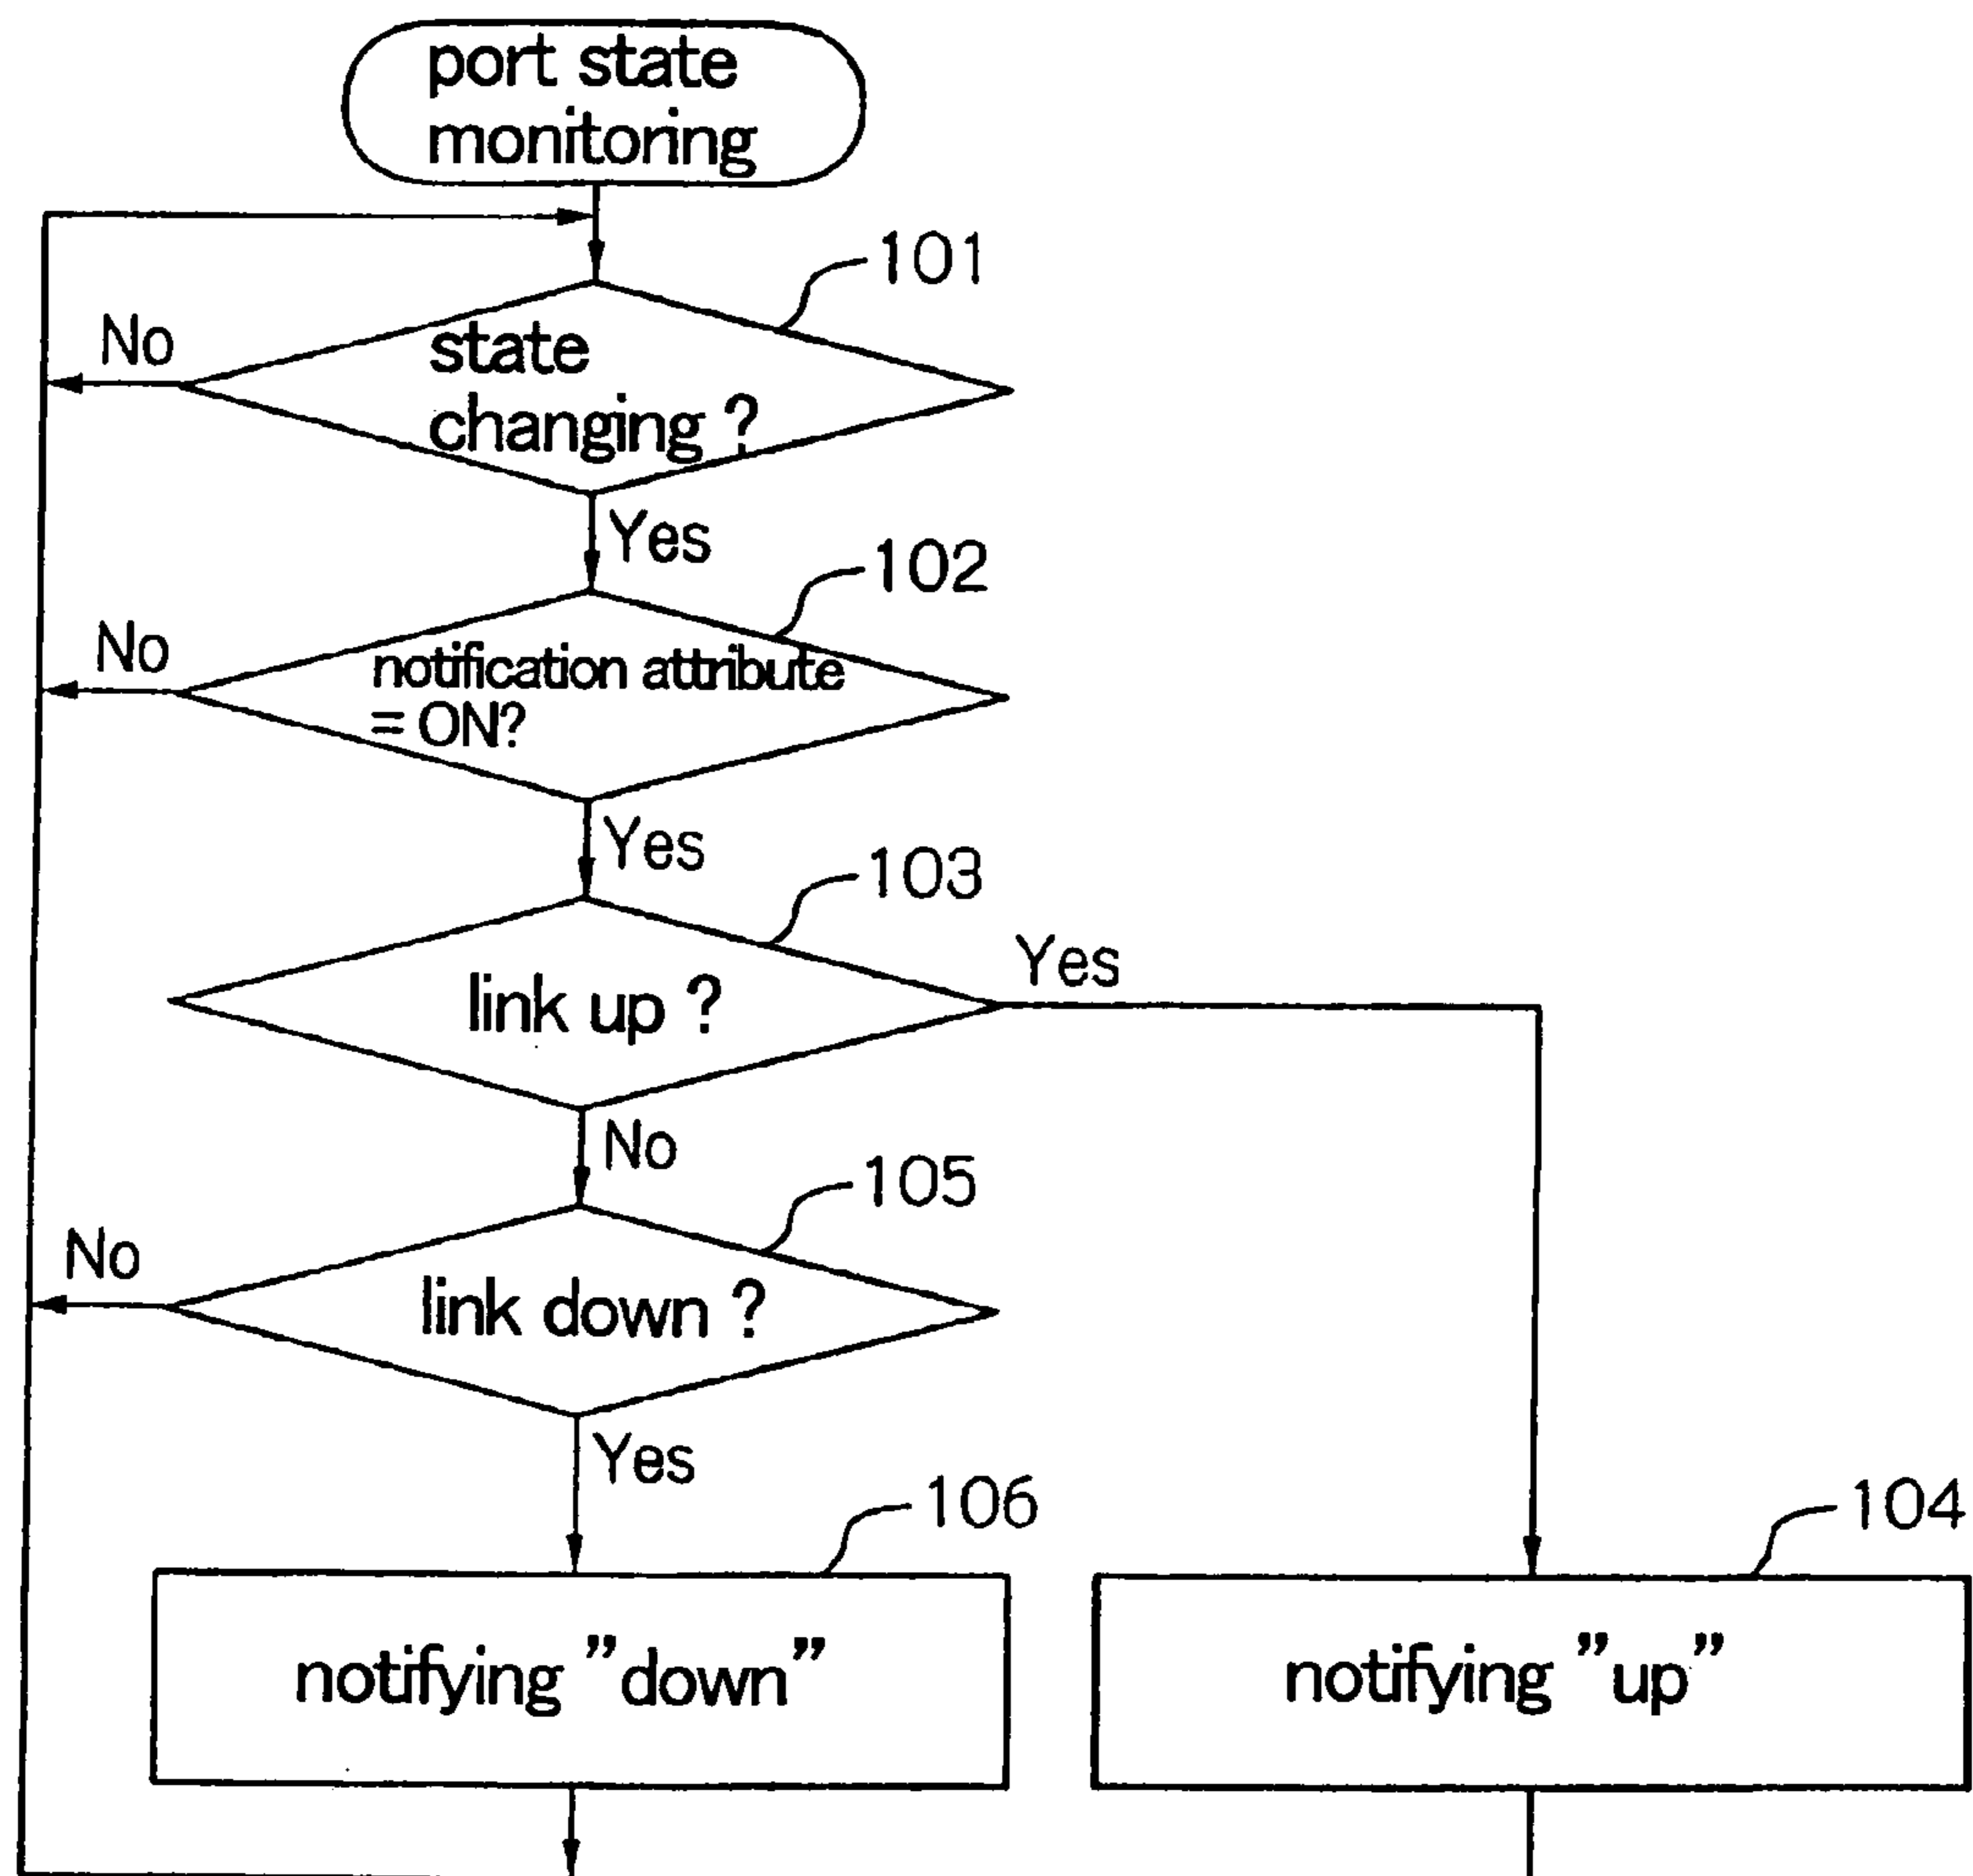 port state
monitoring
101
No
state
changing ?
Yes
102
No
notification attribute
= ON?
Yes
103
Yes
link up ?
No
105
No
link down ?
Yes
106
104
notifying ”down”
notifying ”up”